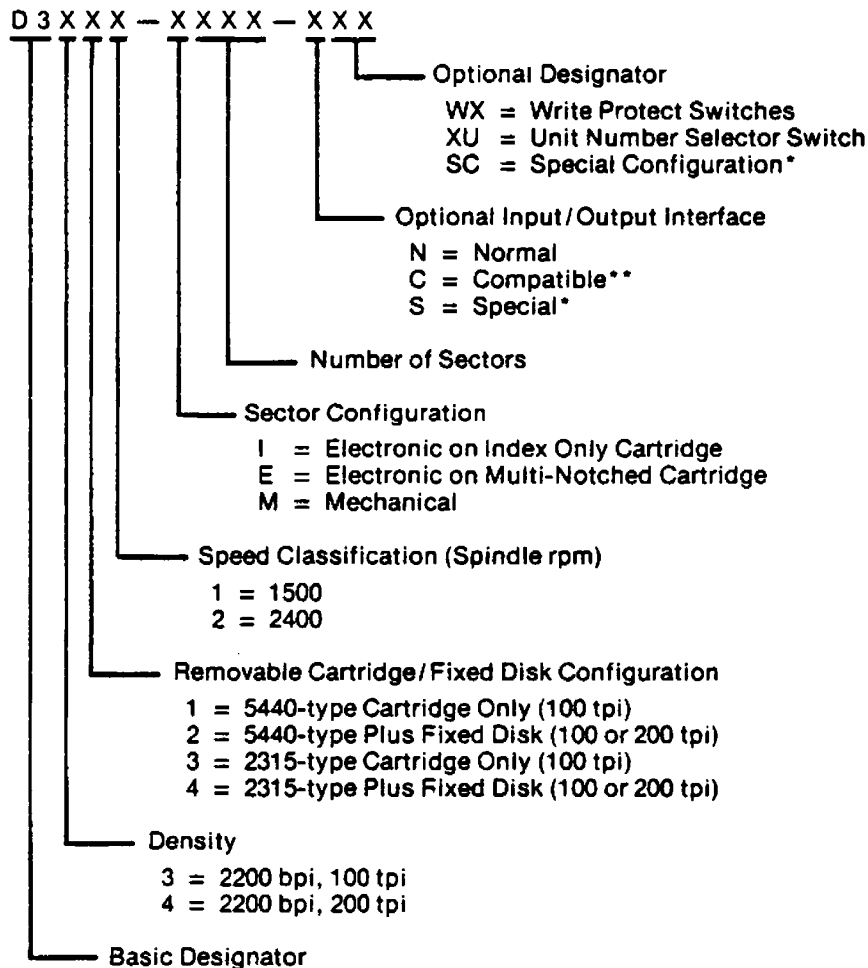 D3XXX – XXXX – XXX
Optional Designator
WX = Write Protect Switches
XU = Unit Number Selector Switch
SC = Special Configuration*
Optional Input/Output Interface
N = Normal
C = Compatible**
S = Special*
Number of Sectors
Sector Configuration
I = Electronic on Index Only Cartridge
E = Electronic on Multi-Notched Cartridge
M = Mechanical
Speed Classification (Spindle rpm)
1 = 1500
2 = 2400
Removable Cartridge/Fixed Disk Configuration
1 = 5440-type Cartridge Only (100 tpi)
2 = 5440-type Plus Fixed Disk (100 or 200 tpi)
3 = 2315-type Cartridge Only (100 tpi)
4 = 2315-type Plus Fixed Disk (100 or 200 tpi)
Density
3 = 2200 bpi, 100 tpi
4 = 2200 bpi, 200 tpi
Basic Designator